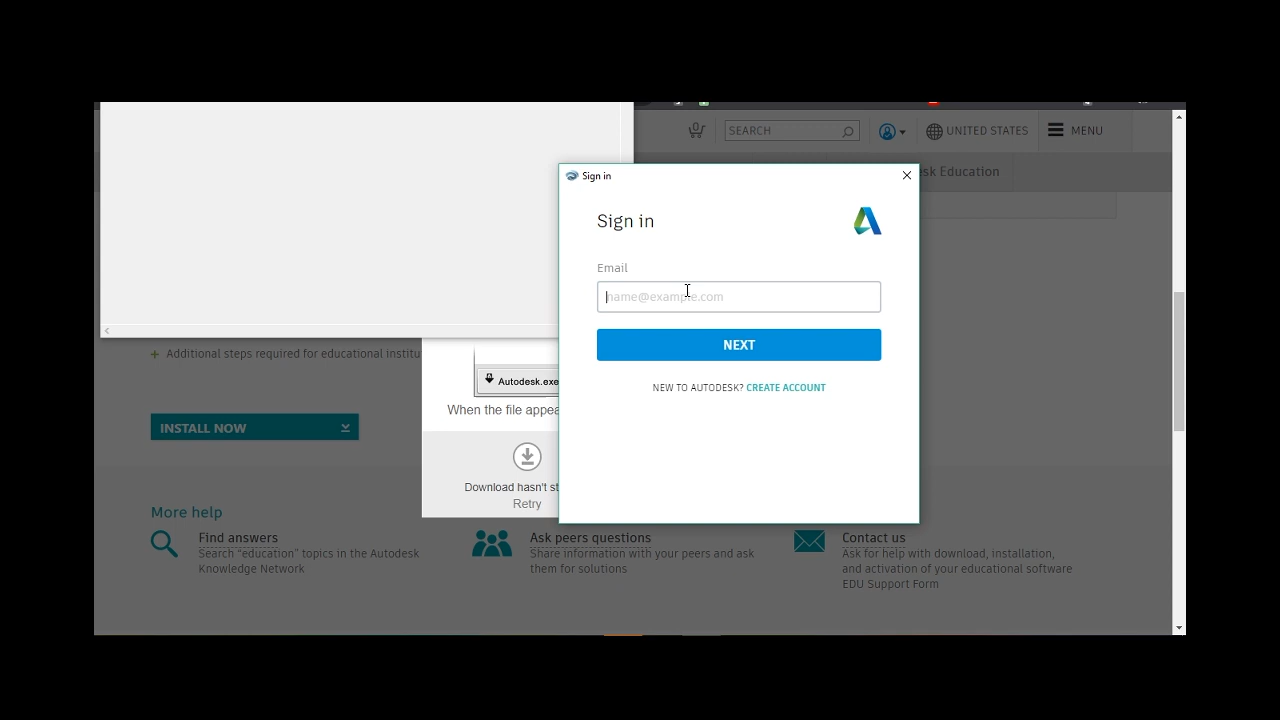 0
SEARCH
UNITED STATES
MENU
sk Education
Sign in
Sign in
Email
name@example.com
NEXT
NEW TO AUTODESK? CREATE ACCOUNT
+ Additional steps required for educational institu
Autodesk.exe
When the file appea
INSTALL NOW
Download hasn't st
Retry
More help
Find answers
Search "education" topics in the Autodesk
Knowledge Network
Ask peers questions
Share information with your peers and ask
them for solutions
Contact us
Ask for help with download, installation,
and activation of your educational software
EDU Support Form